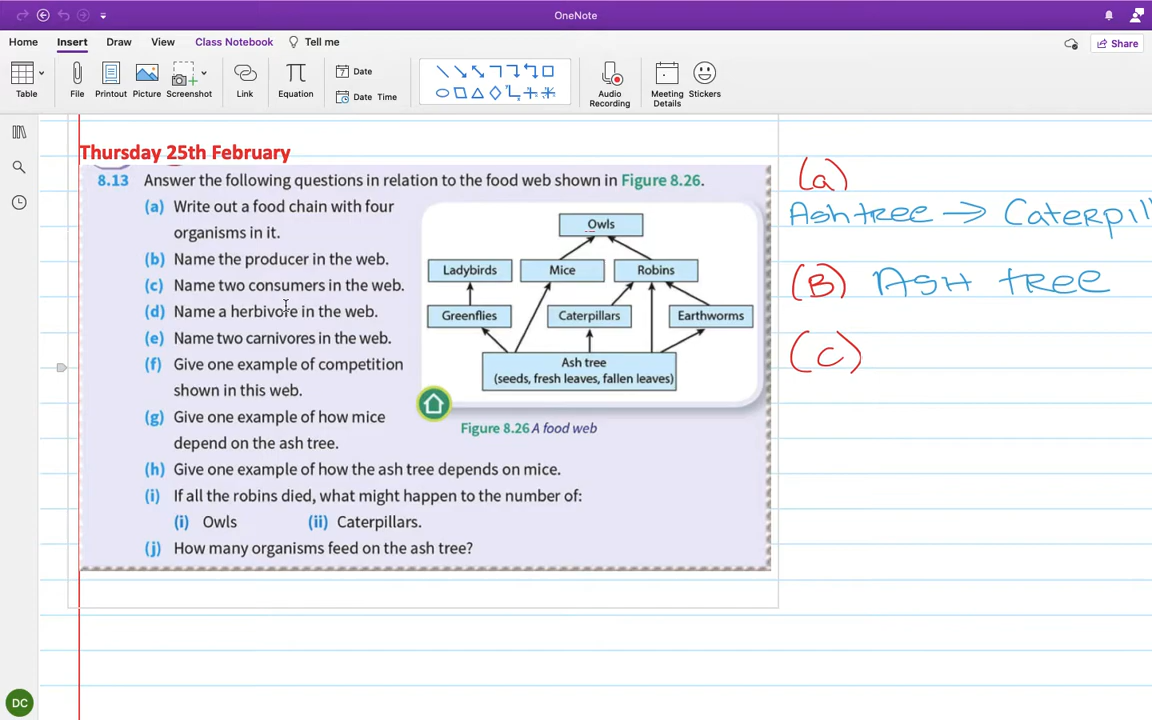 OneNote
Home Insert Draw View Class Notebook Tell me
Share
Table File Printout Picture Screenshot Link Equation Date Date Time Audio Recording Meeting Details Stickers
Thursday 25th February
8.13 Answer the following questions in relation to the food web shown in Figure 8.26.
(a) Write out a food chain with four
organisms in it.
(b) Name the producer in the web.
(c) Name two consumers in the web.
(d) Name a herbivore in the web.
(e) Name two carnivores in the web.
(f) Give one example of competition
shown in this web.
(g) Give one example of how mice
depend on the ash tree.
(h) Give one example of how the ash tree depends on mice.
(i) If all the robins died, what might happen to the number of:
(i) Owls (ii) Caterpillars.
(j) How many organisms feed on the ash tree?
Owls
Ladybirds Mice Robins
Greenflies Caterpillars Earthworms
Ash tree
(seeds, fresh leaves, fallen leaves)
Figure 8.26 A food web
(a)
Ashtree → Caterpill
(B) Ash tree
(c)
DC